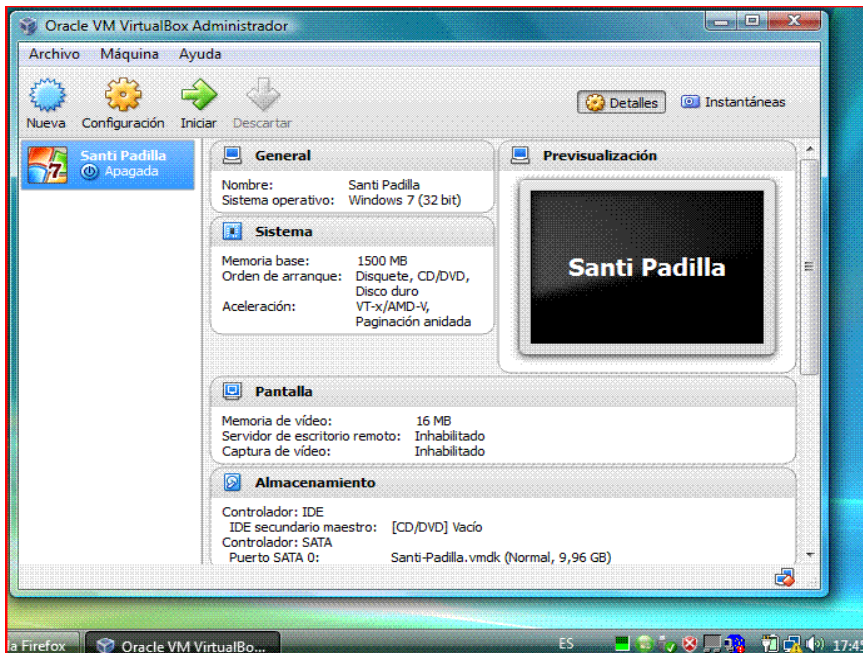 Oracle VM VirtualBox Administrador
Archivo Máquina Ayuda
Nueva Configuración Iniciar Descartar
Detalles Instantáneas
Santi Padilla
Apagada
General
Nombre: Santi Padilla
Sistema operativo: Windows 7 (32 bit)
Sistema
Memoria base: 1500 MB
Orden de arranque: Disquete, CD/DVD,
Disco duro
Aceleración: VT-x/AMD-V,
Paginación anidada
Previsualización
Santi Padilla
Pantalla
Memoria de vídeo: 16 MB
Servidor de escritorio remoto: Inhabilitado
Captura de vídeo: Inhabilitado
Almacenamiento
Controlador: IDE
IDE secundario maestro: [CD/DVD] Vacío
Controlador: SATA
Puerto SATA 0: Santi-Padilla.vmdk (Normal, 9,96 GB)
la Firefox Oracle VM VirtualBo... ES